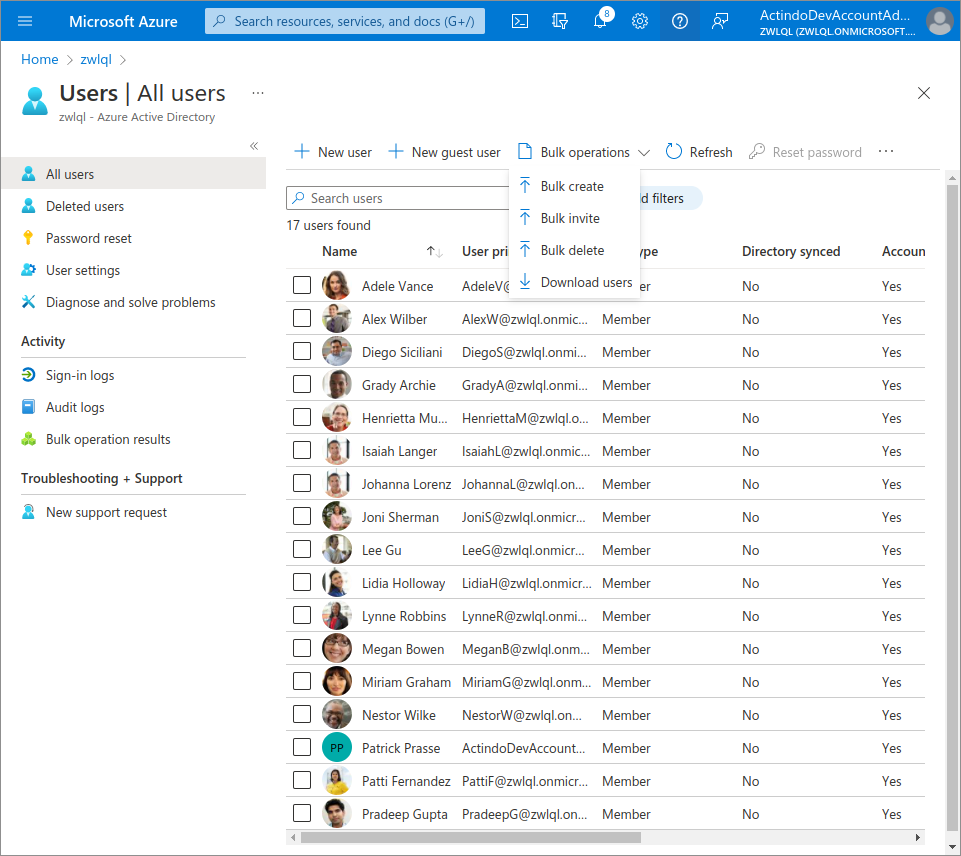 Microsoft Azure
Search resources, services, and docs (G+/)
8
ActindoDevAccountAd...
ZWLQL (ZWLQL.ONMICROSOFT....
Home > zwlql >
Users | All users ...
zwlql - Azure Active Directory
«
All users
Deleted users
Password reset
User settings
Diagnose and solve problems
Activity
Sign-in logs
Audit logs
Bulk operation results
Troubleshooting + Support
New support request
New user
New guest user
Bulk operations
Refresh
Reset password
...
Bulk create
Bulk invite
Bulk delete
Download users
Search users
d filters
17 users found
Name User pri ype Directory synced Accoun
Adele Vance AdeleV@ er No Yes
Alex Wilber AlexW@zwlql.onmic... Member No Yes
Diego Siciliani DiegoS@zwlql.onmi... Member No Yes
Grady Archie GradyA@zwlql.onmi... Member No Yes
Henrietta Mu... HenriettaM@zwlql.o... Member No Yes
Isaiah Langer IsaiahL@zwlql.onmic... Member No Yes
Johanna Lorenz JohannaL@zwlql.on... Member No Yes
Joni Sherman JoniS@zwlql.onmicr... Member No Yes
Lee Gu LeeG@zwlql.onmicr... Member No Yes
Lidia Holloway LidiaH@zwlql.onmicr... Member No Yes
Lynne Robbins LynneR@zwlql.onmi... Member No Yes
Megan Bowen MeganB@zwlql.onm... Member No Yes
Miriam Graham MiriamG@zwlql.onm... Member No Yes
Nestor Wilke NestorW@zwlql.on... Member No Yes
PP Patrick Prasse ActindoDevAccount... Member No Yes
Patti Fernandez PattiF@zwlql.onmicr... Member No Yes
Pradeep Gupta PradeepG@zwlql.on... Member No Yes